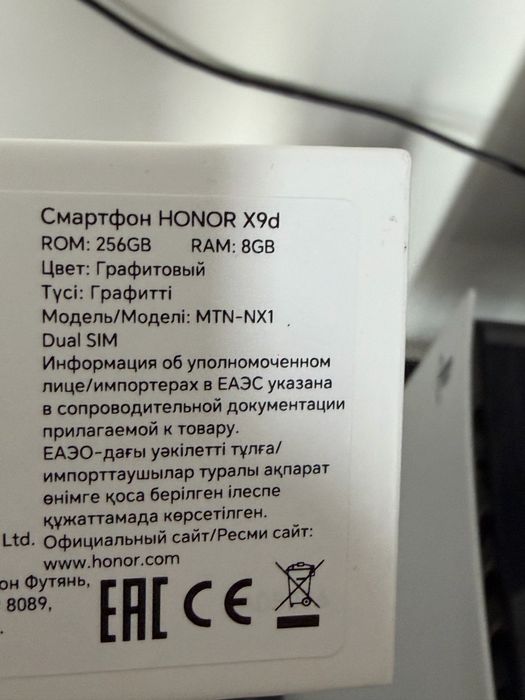 Смартфон HONOR X9d
ROM: 256GB RAM: 8GB
Цвет: Графитовый
Түсі: Графитті
Модель/Моделі: MTN-NX1
Dual SIM
Информация об уполномоченном
лице/импортерах в ЕАЭС указана
в сопроводительной документации
прилагаемой к товару.
ЕАЭО-дағы уәкілетті тұлға/
импорттаушылар туралы ақпарат
өнімге қоса берілген ілеспе
құжаттамада көрсетілген.
Ltd. Официальный сайт/Ресми сайт:
www.honor.com
он Футянь,
8089,
EAC CE